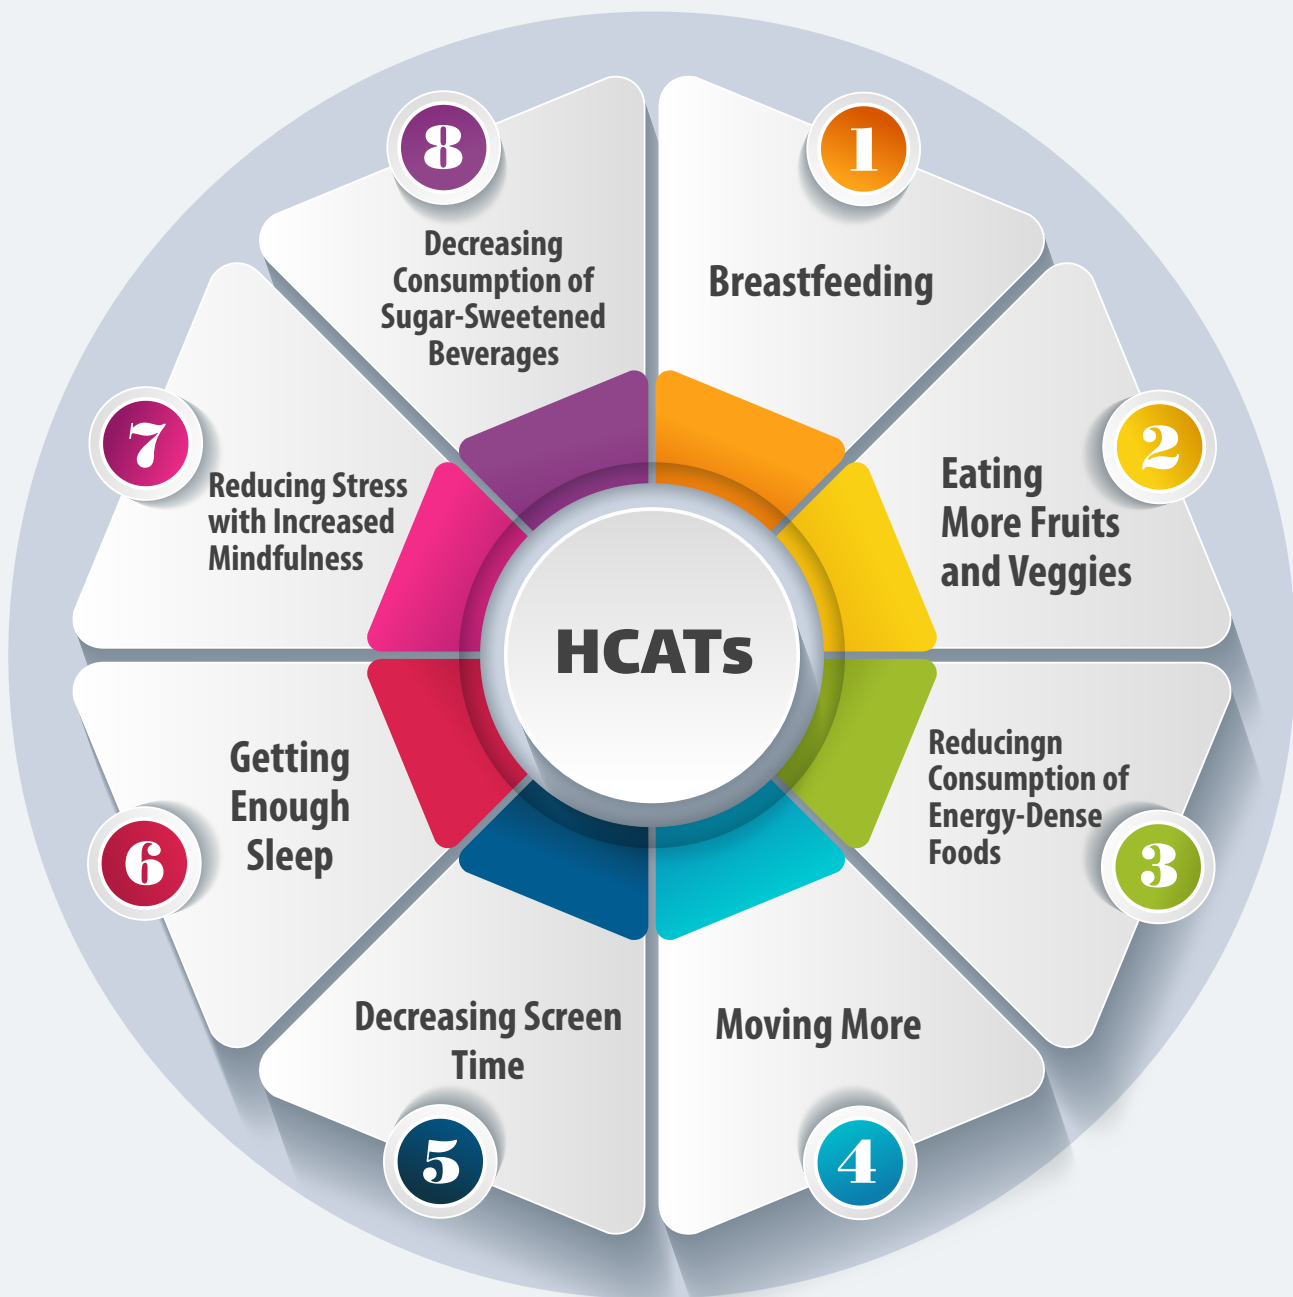 HCATs
1
Breastfeeding
2
Eating
More Fruits
and Veggies
3
Reducingn
Consumption of
Energy-Dense
Foods
4
Moving More
5
Decreasing Screen
Time
6
Getting
Enough
Sleep
7
Reducing Stress
with Increased
Mindfulness
8
Decreasing
Consumption of
Sugar-Sweetened
Beverages